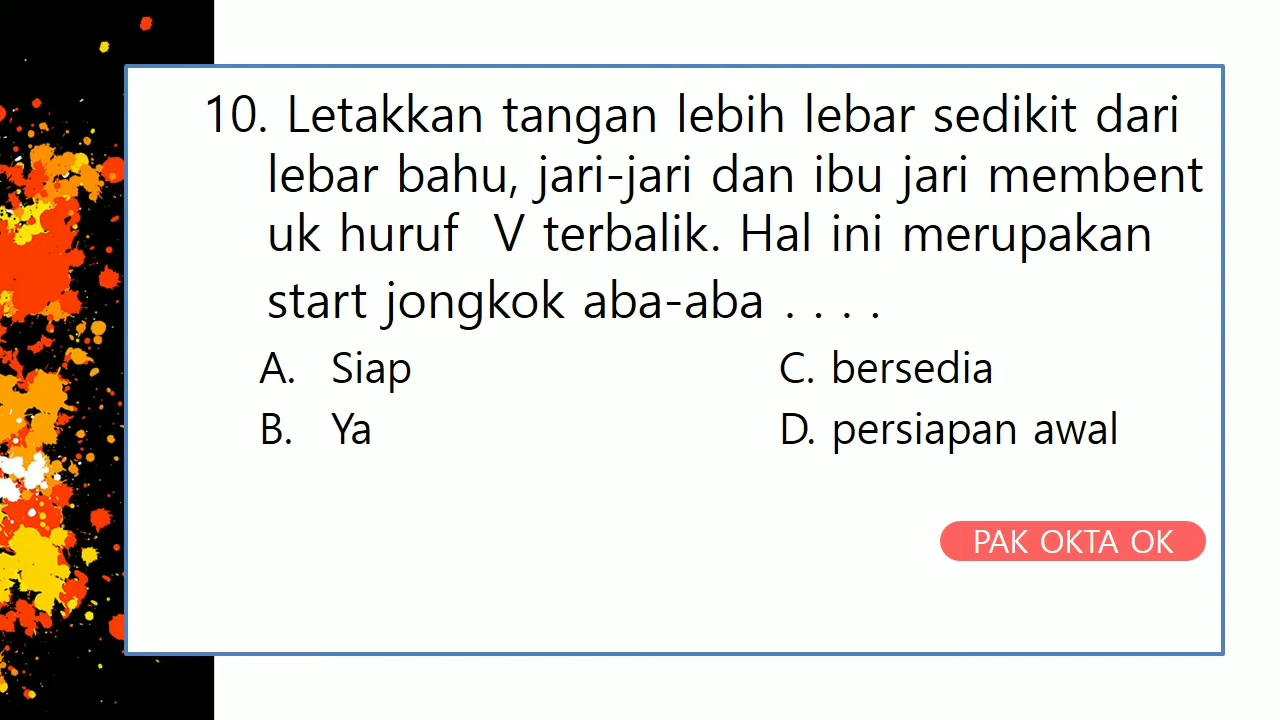 10. Letakkan tangan lebih lebar sedikit dari
lebar bahu, jari-jari dan ibu jari membent
uk huruf  V terbalik. Hal ini merupakan
start jongkok aba-aba . . . .
A. Siap
B. Ya
C. bersedia
D. persiapan awal
PAK OKTA OK